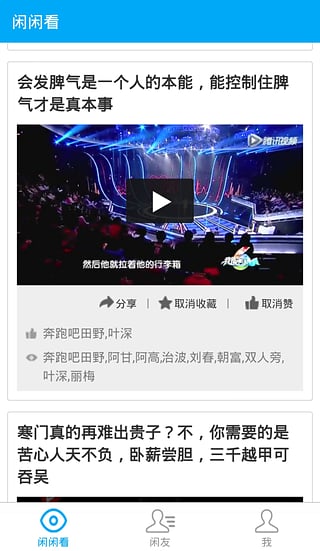 闲闲看
会发脾气是一个人的本能，能控制住脾
气才是真本事
腾讯视频
然后他就拉着他的行李箱
分享
取消收藏
取消赞
奔跑吧田野,叶深
奔跑吧田野,阿甘,阿高,治波,刘春,朝富,双人旁,
叶深,丽梅
寒门真的再难出贵子？不，你需要的是
苦心人天不负，卧薪尝胆，三千越甲可
吞吴
闲闲看
闲友
我